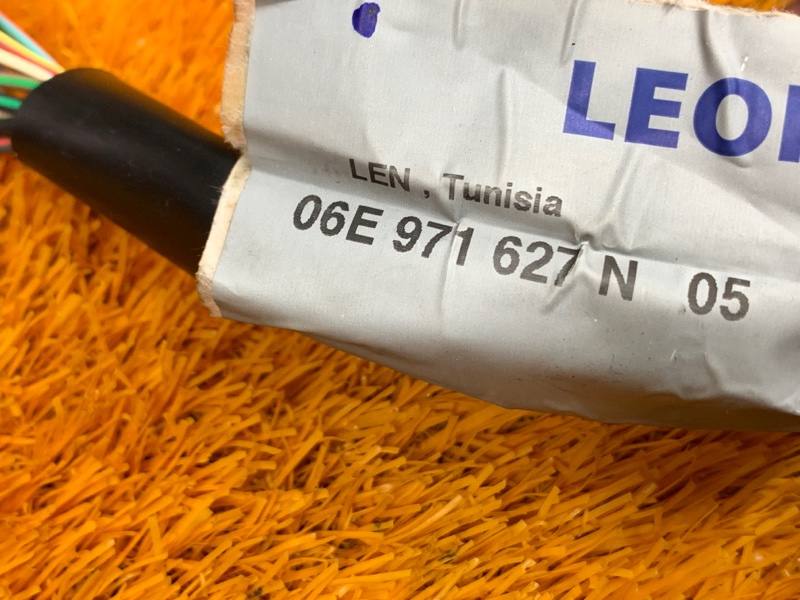 LEO
LEN , Tunisia
06E 971 627 N 05